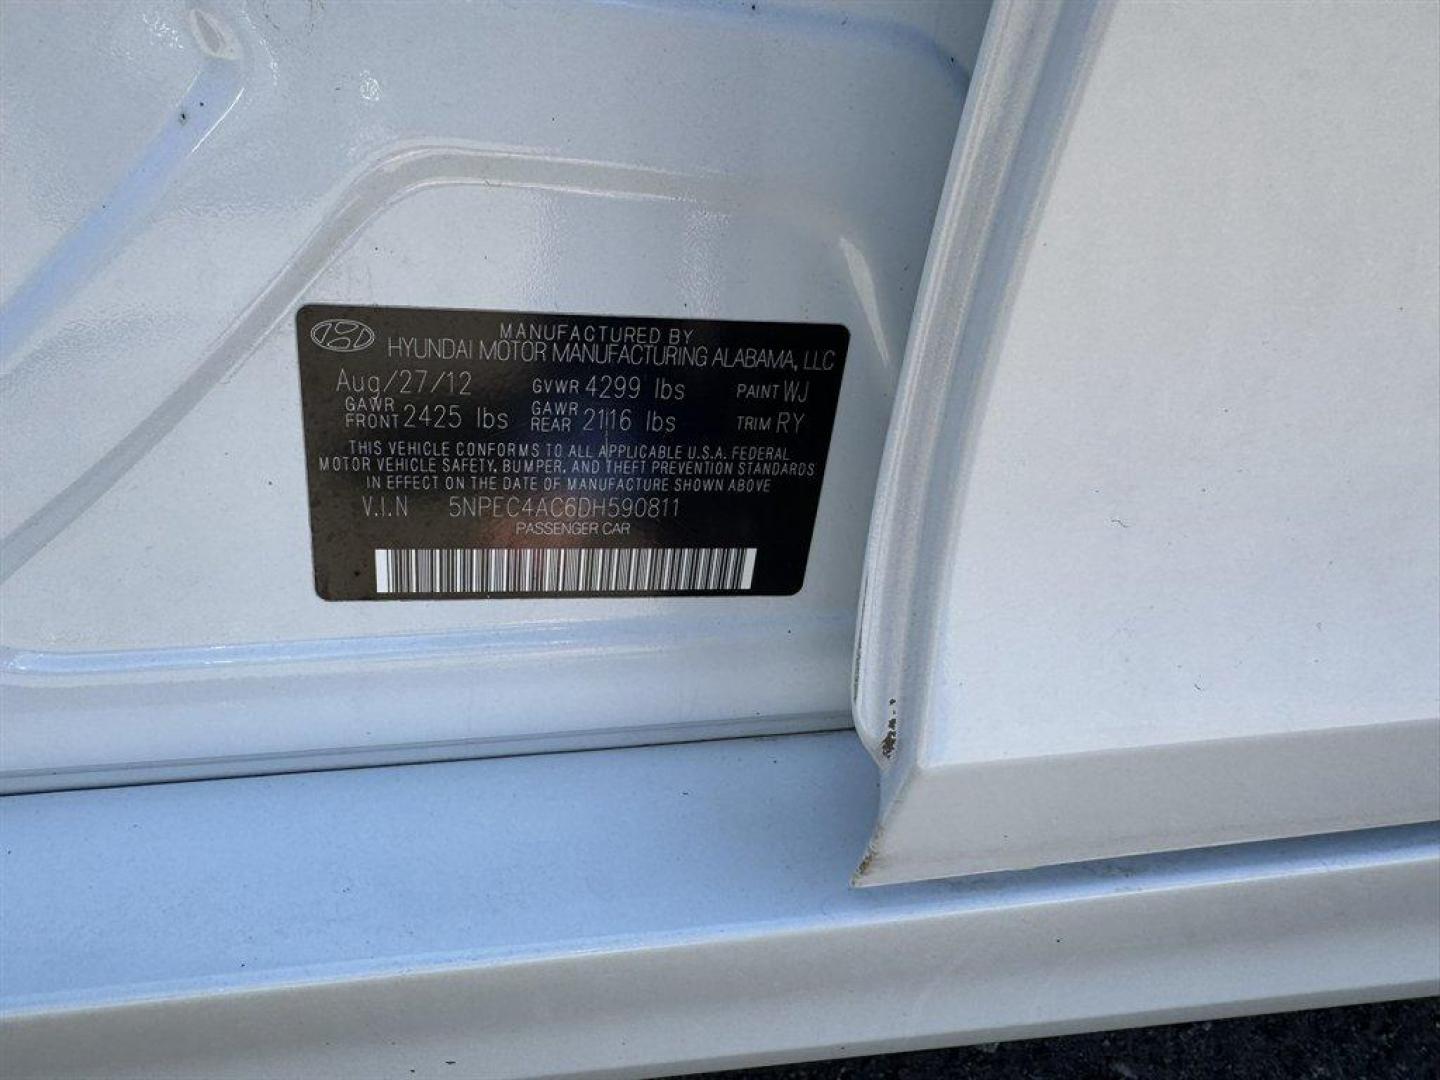 MANUFACTURED BY
HYUNDAI MOTOR MANUFACTURING ALABAMA, LLC
Aug/27/12 GVWR 4299 lbs PAINT WJ
GAWR FRONT 2425 lbs GAWR REAR 2116 lbs TRIM RY
THIS VEHICLE CONFORMS TO ALL APPLICABLE U.S.A. FEDERAL
MOTOR VEHICLE SAFETY, BUMPER, AND THEFT PREVENTION STANDARDS
IN EFFECT ON THE DATE OF MANUFACTURE SHOWN ABOVE
V.I.N 5NPEC4AC6DH590811
PASSENGER CAR